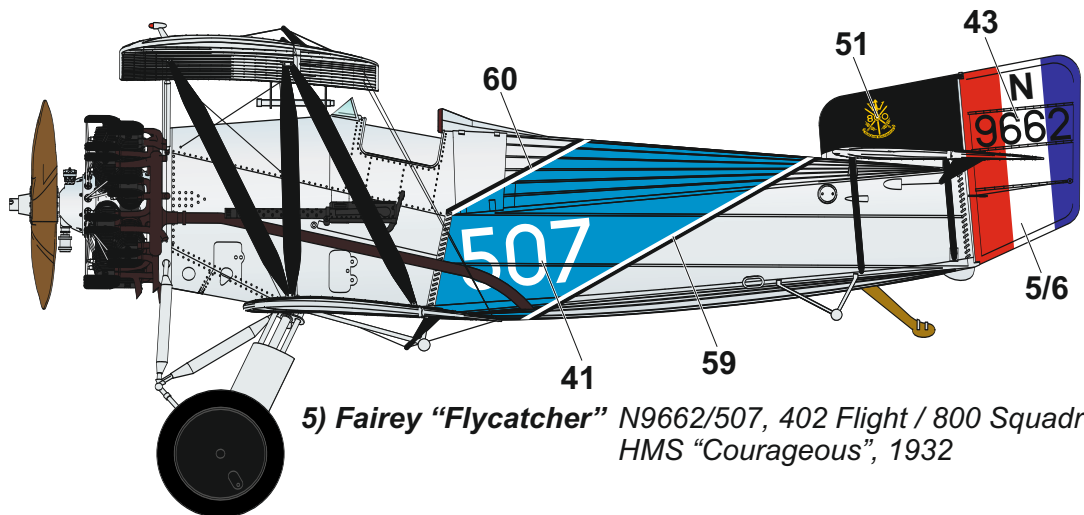 51
43
60
N
9662
507
5/6
59
41
5) Fairey “Flycatcher” N9662/507, 402 Flight / 800 Squadr
HMS “Courageous”, 1932